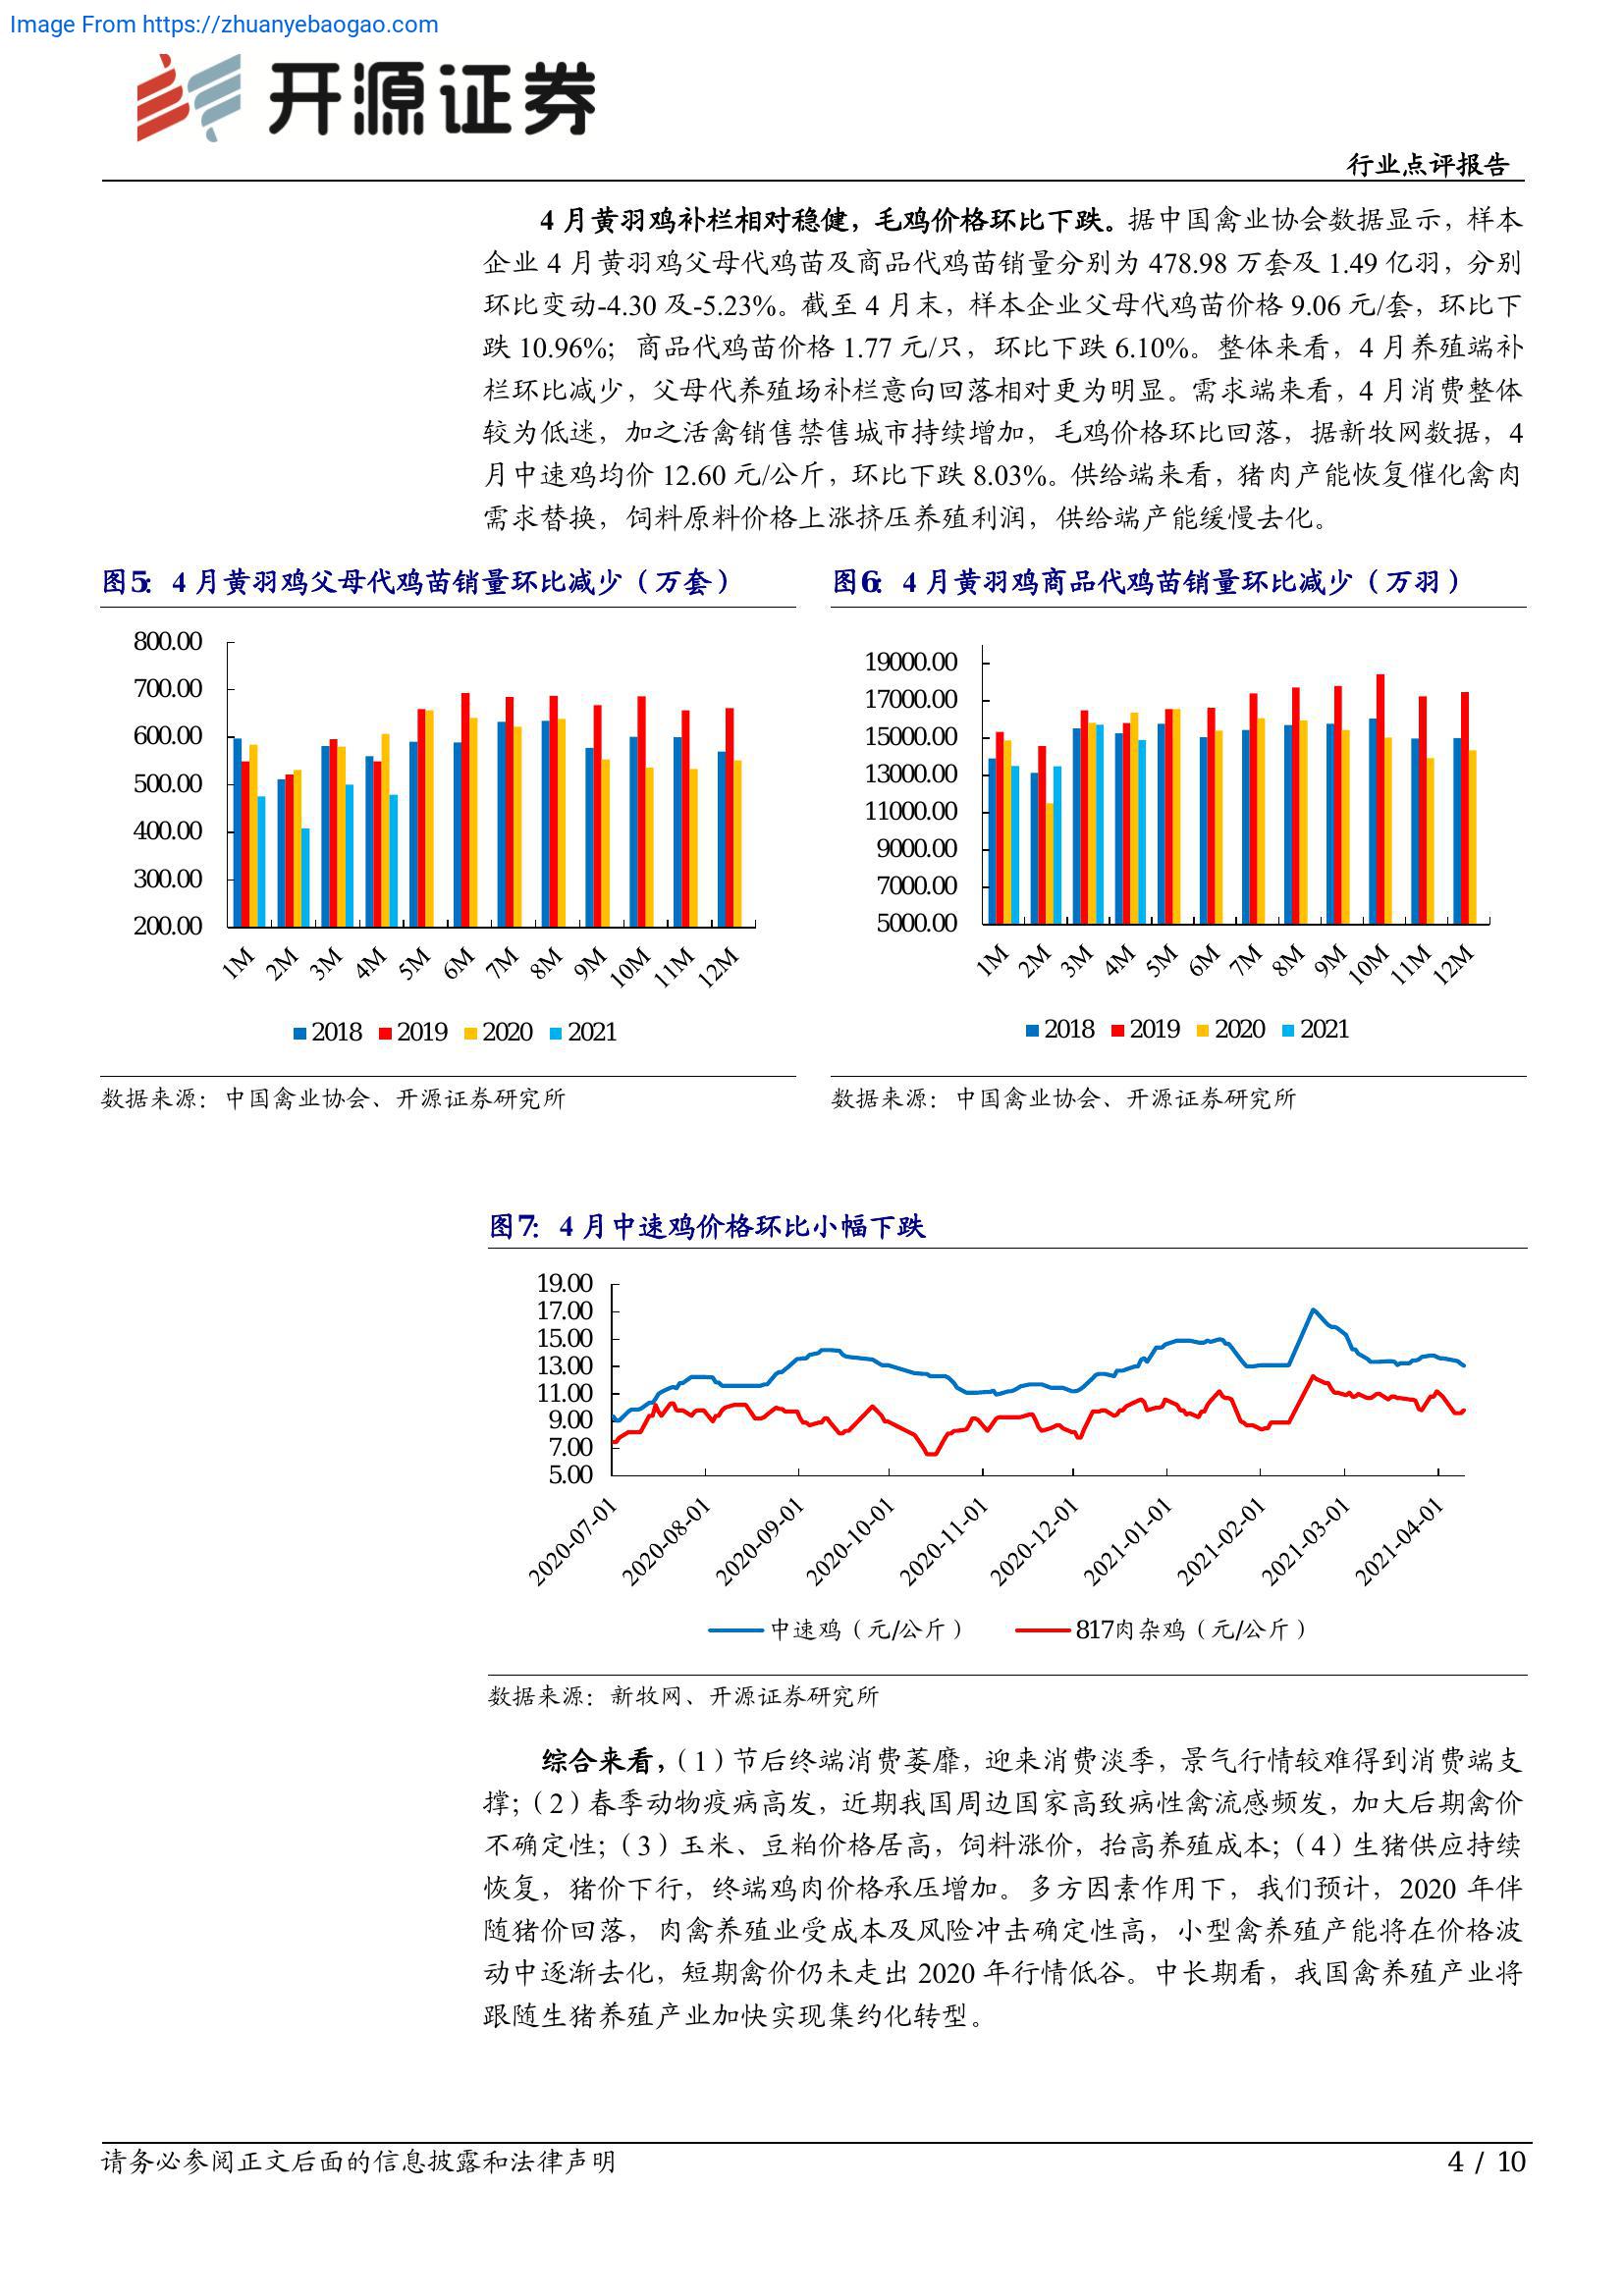 Image From https://zhuanyebaogao.com
开源证券
行业点评报告
4 月黄羽鸡补栏相对稳健，毛鸡价格环比下跌。据中国禽业协会数据显示，样本
企业 4 月黄羽鸡父母代鸡苗及商品代鸡苗销量分别为 478.98 万套及 1.49 亿羽，分别
环比变动-4.30 及-5.23%。截至 4 月末，样本企业父母代鸡苗价格 9.06 元/套，环比下
跌 10.96%；商品代鸡苗价格 1.77 元/只，环比下跌 6.10%。整体来看，4 月养殖端补
栏环比减少，父母代养殖场补栏意向回落相对更为明显。需求端来看，4 月消费整体
较为低迷，加之活禽销售禁售城市持续增加，毛鸡价格环比回落，据新牧网数据，4
月中速鸡均价 12.60 元/公斤，环比下跌 8.03%。供给端来看，猪肉产能恢复催化禽肉
需求替换，饲料原料价格上涨挤压养殖利润，供给端产能缓慢去化。
图5：4 月黄羽鸡父母代鸡苗销量环比减少（万套）
800.00
700.00
600.00
500.00
400.00
300.00
200.00
1M 2M 3M 4M 5M 6M 7M 8M 9M 10M 11M 12M
2018 2019 2020 2021
数据来源：中国禽业协会、开源证券研究所
图6：4 月黄羽鸡商品代鸡苗销量环比减少（万羽）
19000.00
17000.00
15000.00
13000.00
11000.00
9000.00
7000.00
5000.00
1M 2M 3M 4M 5M 6M 7M 8M 9M 10M 11M 12M
2018 2019 2020 2021
数据来源：中国禽业协会、开源证券研究所
图7：4 月中速鸡价格环比小幅下跌
19.00
17.00
15.00
13.00
11.00
9.00
7.00
5.00
2020-07-01 2020-08-01 2020-09-01 2020-10-01 2020-11-01 2020-12-01 2021-01-01 2021-02-01 2021-03-01 2021-04-01
中速鸡（元/公斤） 817肉杂鸡（元/公斤）
数据来源：新牧网、开源证券研究所
综合来看，（1）节后终端消费萎靡，迎来消费淡季，景气行情较难得到消费端支
撑；（2）春季动物疫病高发，近期我国周边国家高致病性禽流感频发，加大后期禽价
不确定性；（3）玉米、豆粕价格居高，饲料涨价，抬高养殖成本；（4）生猪供应持续
恢复，猪价下行，终端鸡肉价格承压增加。多方因素作用下，我们预计，2020 年伴
随猪价回落，肉禽养殖业受成本及风险冲击确定性高，小型禽养殖产能将在价格波
动中逐渐去化，短期禽价仍未走出 2020 年行情低谷。中长期看，我国禽养殖产业将
跟随生猪养殖产业加快实现集约化转型。
请务必参阅正文后面的信息披露和法律声明
4 / 10